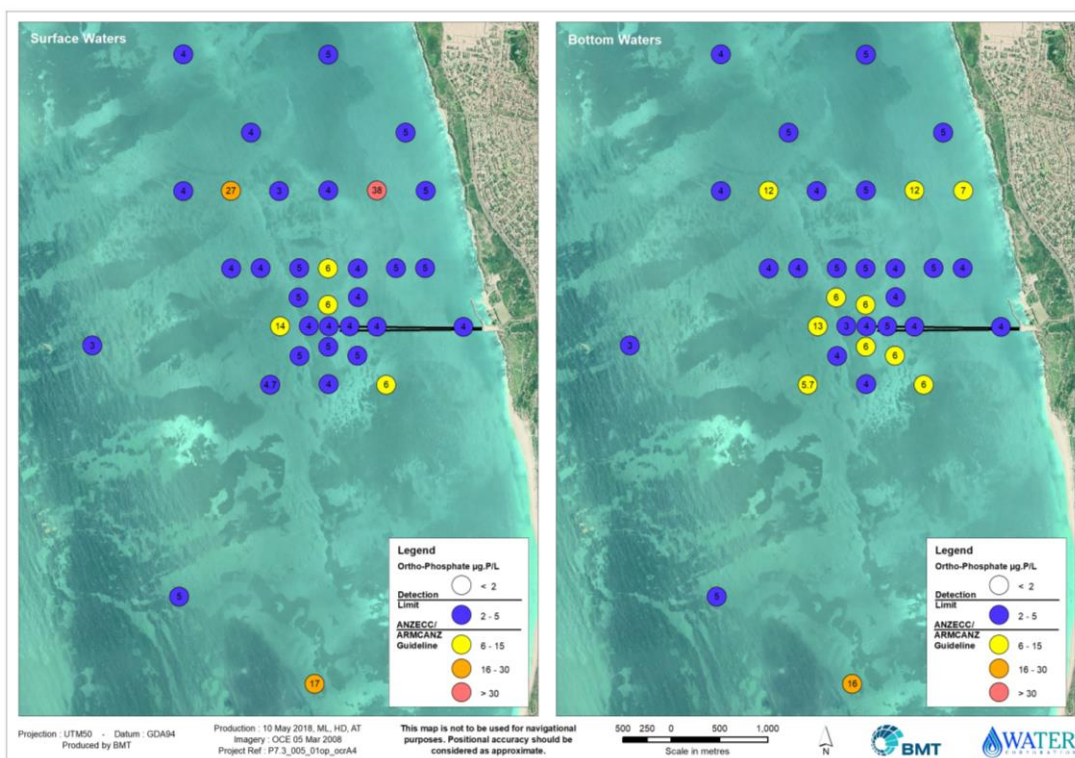 Surface Waters
4
5
4
5
4 27 3 4 38 5
4 4 5 6 4 5 5
5 4
6
14 4 4 4 4 4
3
5
5 5
4.7 4 6
5
17
Legend
Ortho-Phosphate µg.P/L
< 2
Detection
Limit
2 - 5
ANZECC/
ARMCANZ
Guideline
6 - 15
16 - 30
> 30
Bottom Waters
4
5
5
5
4 12 4 5 12 7
4 4 5 5 4 5 4
6 4
6
13 3 4 5 4 4
3
6
4 6
5.7 4 6
5
16
Legend
Ortho-Phosphate µg.P/L
< 2
Detection
Limit
2 - 5
ANZECC/
ARMCANZ
Guideline
6 - 15
16 - 30
> 30
Projection : UTM50 - Datum : GDA94
Produced by BMT
Production : 10 May 2018, ML, HD, AT
Imagery : OCE 05 Mar 2008
Project Ref : P7.3_005_01op_ocrA4
This map is not to be used for navigational
purposes. Positional accuracy should be
considered as approximate.
500 250 0 500 1,000
Scale in metres
N
BMT
WATER
CORPORATION